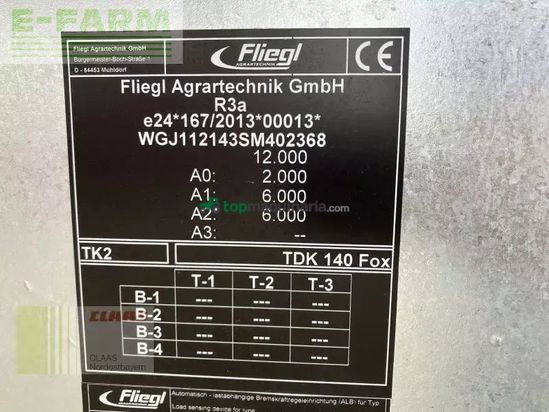 E-FARM
Fliegl Agrartechnik GmbH
Bürgermeister-Boch-Straße 1
D - 84453 Mühldorf
Fliegl
AGRARTECHNIK
CE
Fliegl Agrartechnik GmbH
R3a
e24*167/2013*00013*
WGJ112143SM402368
12.000
A0: 2.000
A1: 6.000
A2: 6.000
A3: --
topmaquinaria.com
TK2 TDK 140 Fox
T-1 T-2 T-3
B-1 --- --- ---
B-2 --- --- ---
B-3 --- --- ---
B-4 --- --- ---
CLAAS
CLAAS
Nordostbayern
Fliegl
Automatisch - lastabhängige Bremskraftregeleinrichtung (ALB) für Typ:
Load sensing device for type: